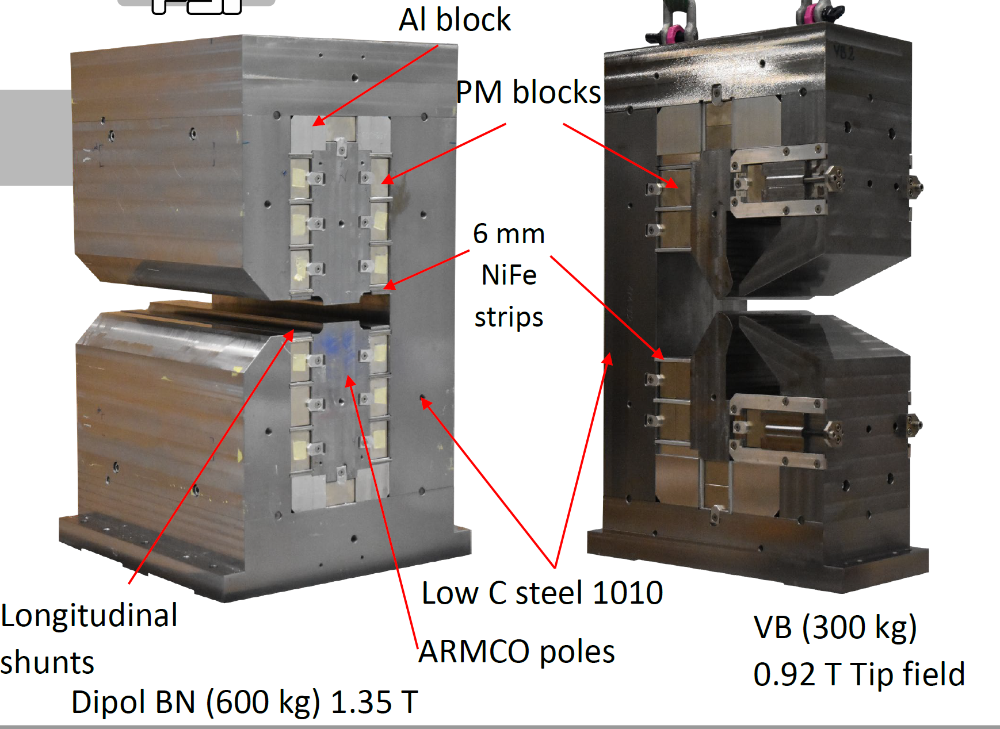 Al block
PM blocks
6 mm
NiFe
strips
VB2
Low C steel 1010
Longitudinal
shunts
ARMCO poles
VB (300 kg)
0.92 T Tip field
Dipol BN (600 kg) 1.35 T